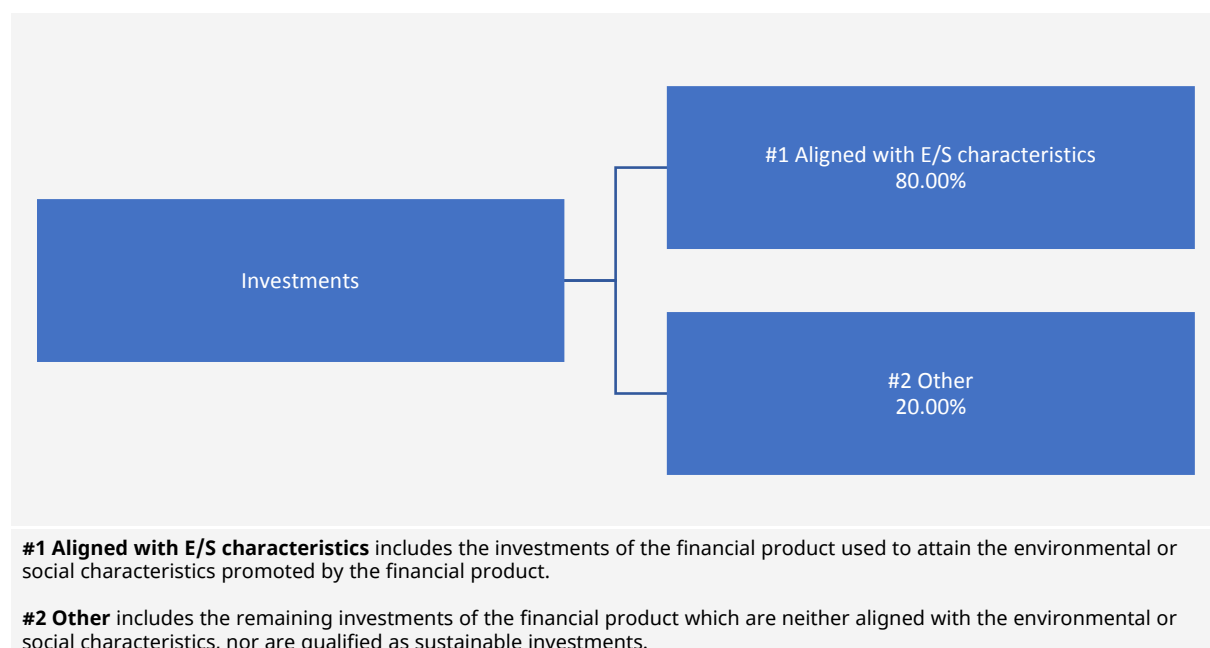 #1 Aligned with E/S characteristics
80.00%
Investments
#2 Other
20.00%
#1 Aligned with E/S characteristics includes the investments of the financial product used to attain the environmental or
social characteristics promoted by the financial product.
#2 Other includes the remaining investments of the financial product which are neither aligned with the environmental or
social characteristics, nor are qualified as sustainable investments.